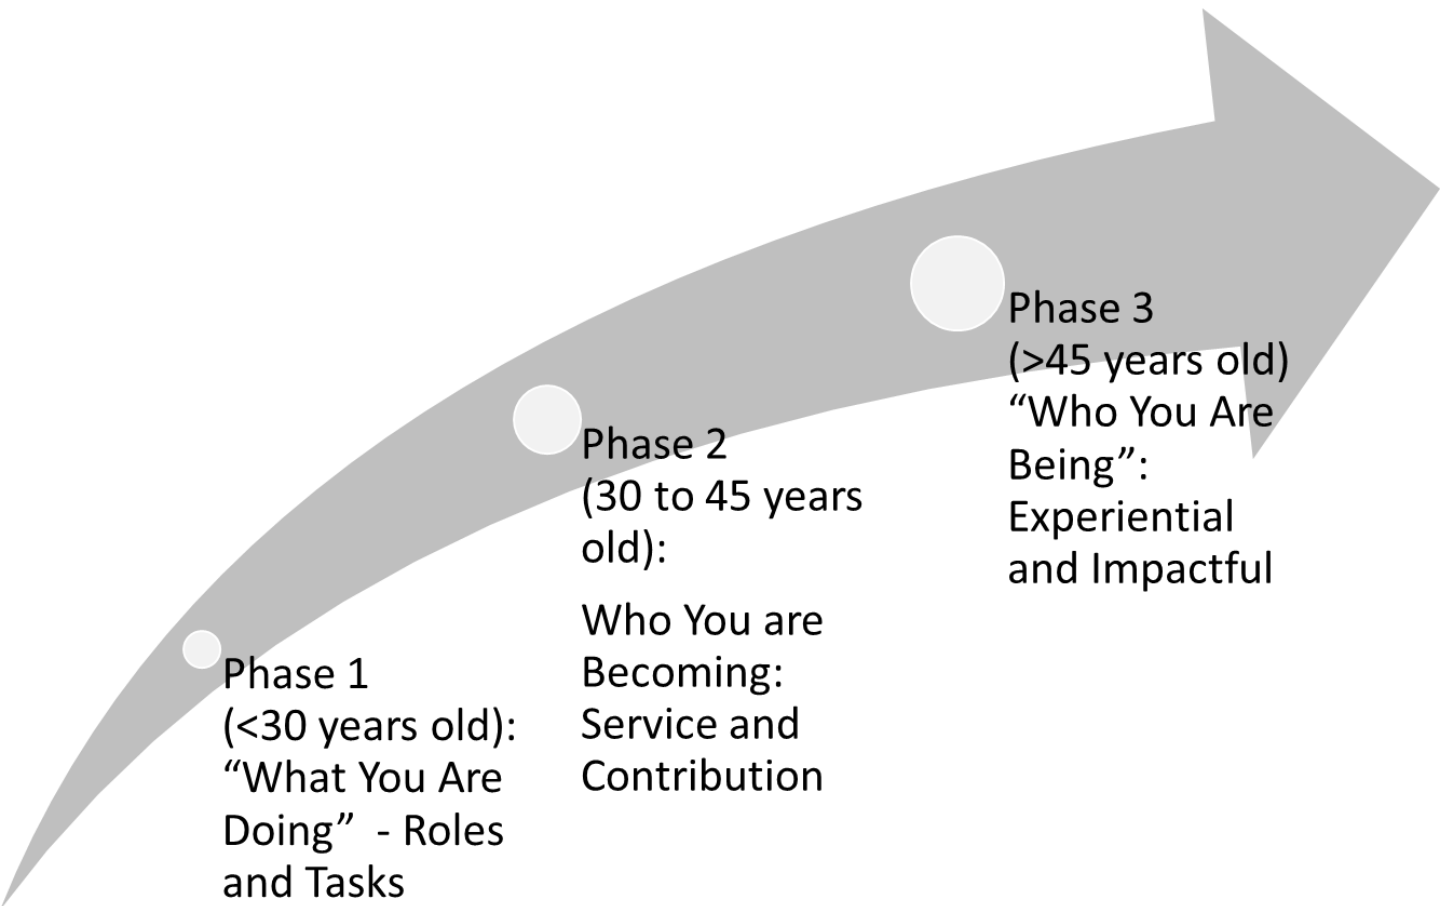 Phase 1
(<30 years old):
“What You Are
Doing”  - Roles
and Tasks
Phase 2
(30 to 45 years
old):
Who You are
Becoming:
Service and
Contribution
Phase 3
(>45 years old)
“Who You Are
Being”:
Experiential
and Impactful